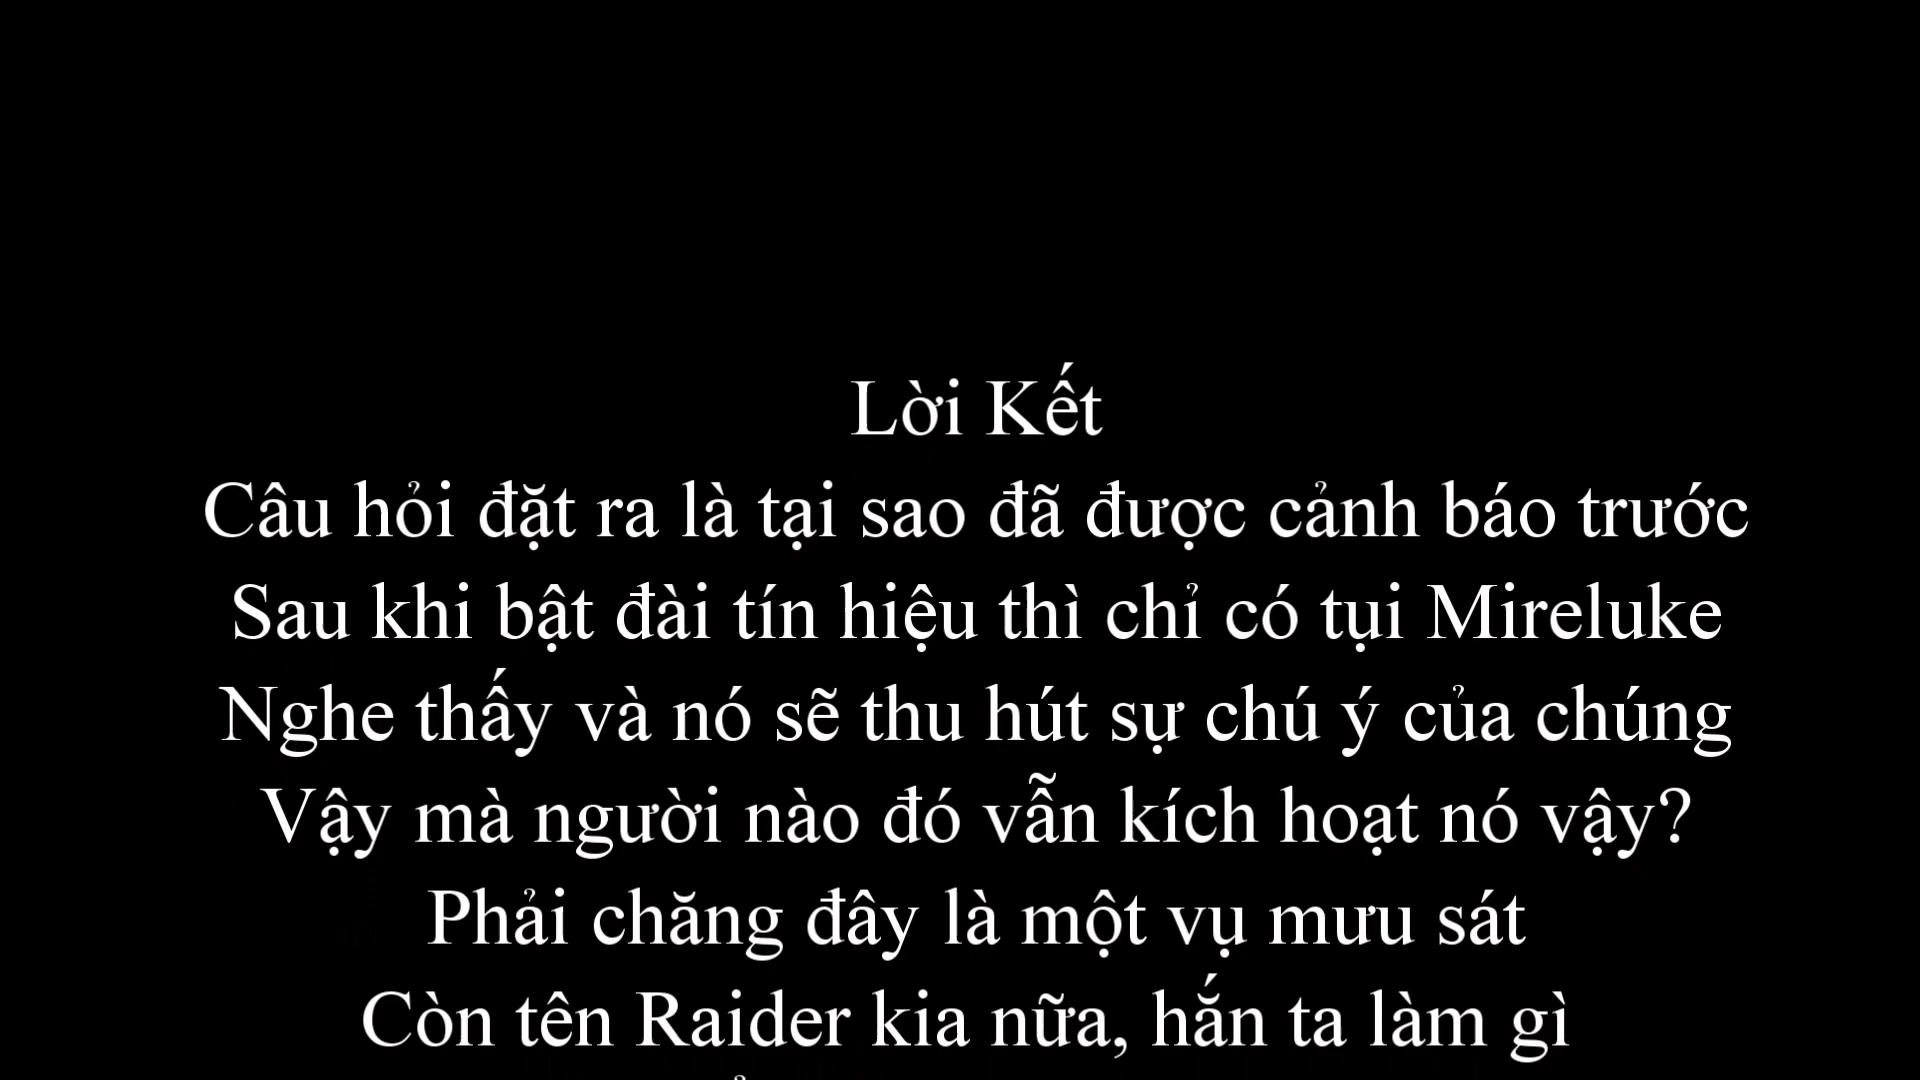 Lời Kết
Câu hỏi đặt ra là tại sao đã được cảnh báo trước
Sau khi bật đài tín hiệu thì chỉ có tụi Mireluke
Nghe thấy và nó sẽ thu hút sự chú ý của chúng
Vậy mà người nào đó vẫn kích hoạt nó vậy?
Phải chăng đây là một vụ mưu sát
Còn tên Raider kia nữa, hắn ta làm gì